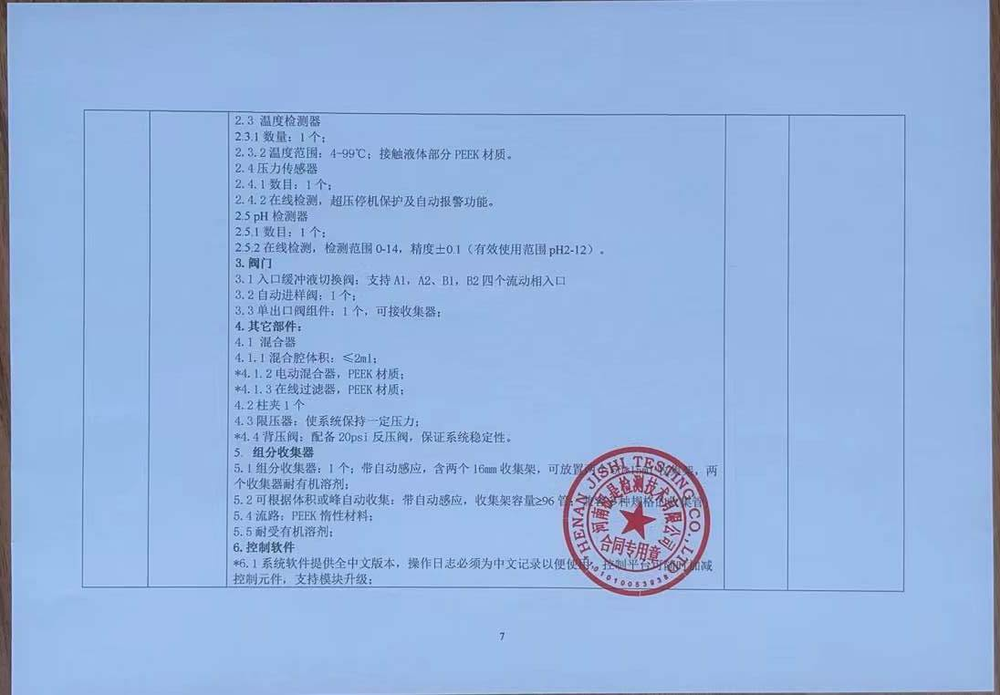 2.3 温度检测器
2.3.1 数量：1 个；
2.3.2 温度范围：4-99℃；接触液体部分 PEEK 材质。
2.4 压力传感器
2.4.1 数目：1 个；
2.4.2 在线检测，超压停机保护及自动报警功能。
2.5 pH 检测器
2.5.1 数目：1 个；
2.5.2 在线检测，检测范围 0-14，精度±0.1（有效使用范围 pH2-12）。
3. 阀门
3.1 入口缓冲液切换阀：支持 A1，A2、B1，B2 四个流动相入口
3.2 自动进样阀：1 个；
3.3 单出口阀组件：1 个，可接收集器；
4. 其它部件：
4.1 混合器
4.1.1 混合腔体积：≤2ml；
*4.1.2 电动混合器，PEEK 材质；
*4.1.3 在线过滤器，PEEK 材质；
4.2 柱夹 1 个
4.3 限压器：使系统保持一定压力；
*4.4 背压阀：配备 20psi 反压阀，保证系统稳定性。
5. 组分收集器
5.1 组分收集器：1 个；带自动感应，含两个 16mm 收集架，可放置 两
个收集器耐有机溶剂；
5.2 可根据体积或峰自动收集：带自动感应，收集架容量≥96 管； 种规格的收集管
5.4 流路：PEEK 惰性材料；
5.5 耐受有机溶剂；
6. 控制软件
*6.1 系统软件提供全中文版本，操作日志必须为中文记录以便使用，控制平台可随时加减
控制元件，支持模块升级；
HENAN JISHI TESTING CO., LTD
河南 是检测技术有限公司
合同专用章
7